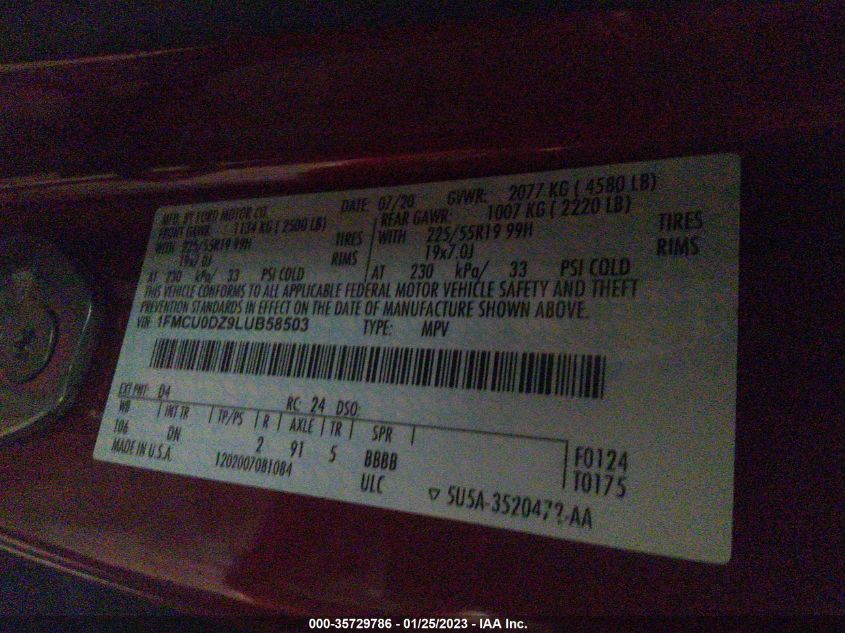 MFD. BY FORD MOTOR CO. DATE: 07/20 GVWR: 2077 KG ( 4580 LB)
FRONT GAWR: 1134 KG ( 2500 LB) REAR GAWR: 1007 KG ( 2220 LB)
WITH 225/55R19 99H TIRES WITH 225/55R19 99H TIRES
19x7.0J RIMS 19x7.0J RIMS
AT 230 kPa/ 33 PSI COLD AT 230 kPa/ 33 PSI COLD
THIS VEHICLE CONFORMS TO ALL APPLICABLE FEDERAL MOTOR VEHICLE SAFETY AND THEFT
PREVENTION STANDARDS IN EFFECT ON THE DATE OF MANUFACTURE SHOWN ABOVE.
VIN: 1FMCU0DZ9LUB58503 TYPE: MPV
EXT PNT: D4 RC: 24 DSO:
WB INT TR TP/PS R AXLE TR SPR
106 DN 2 91 5 BBBB F0124
MADE IN U.S.A. 1202007081084 ULC T0175
5U5A-3520472-AA
000-35729786 - 01/25/2023 - IAA Inc.